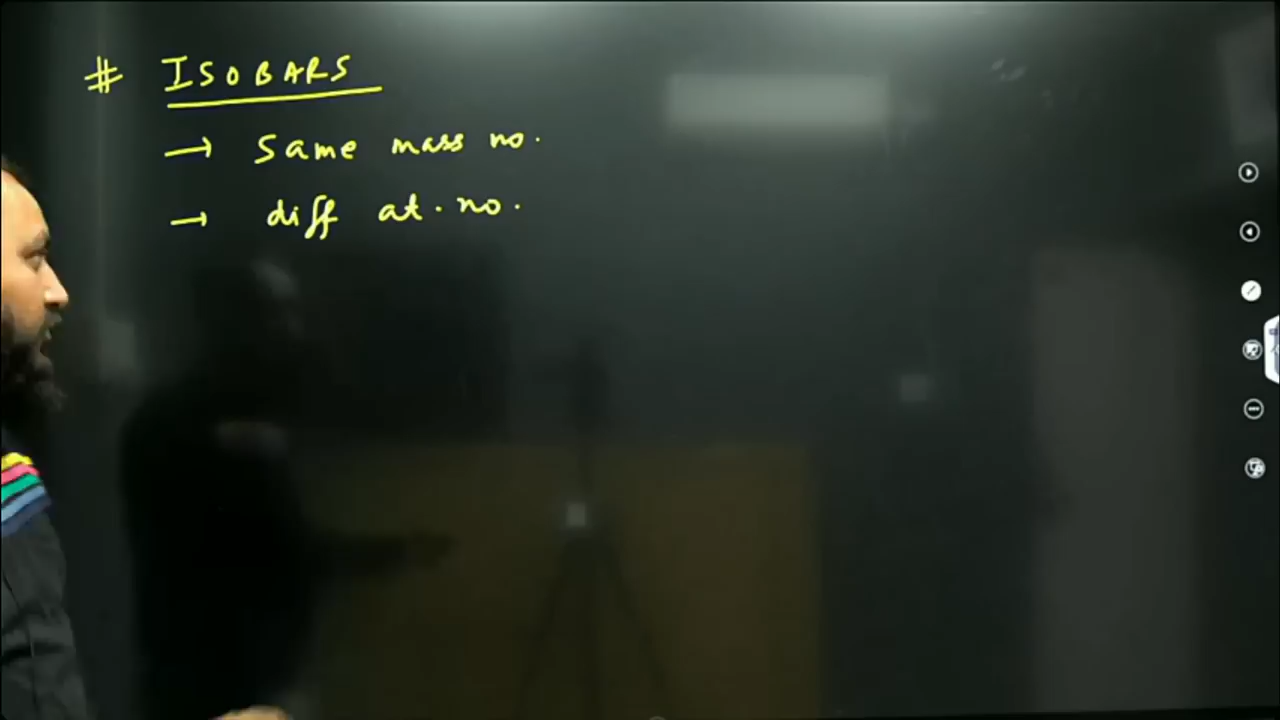 # ISOBARS
→ Same mass no.
→ diff at. no.